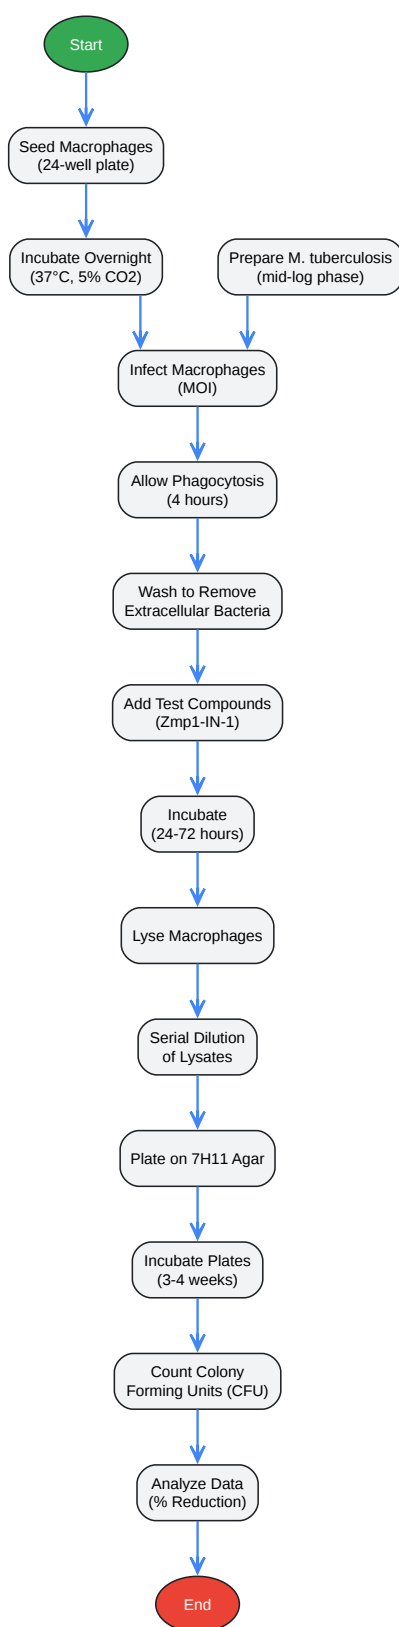 Start
Seed Macrophages
(24-well plate)
Incubate Overnight
(37°C, 5% CO2)
Prepare M. tuberculosis
(mid-log phase)
Infect Macrophages
(MOI)
Allow Phagocytosis
(4 hours)
Wash to Remove
Extracellular Bacteria
Add Test Compounds
(Zmp1-IN-1)
Incubate
(24-72 hours)
Lyse Macrophages
Serial Dilution
of Lysates
Plate on 7H11 Agar
Incubate Plates
(3-4 weeks)
Count Colony
Forming Units (CFU)
Analyze Data
(% Reduction)
End